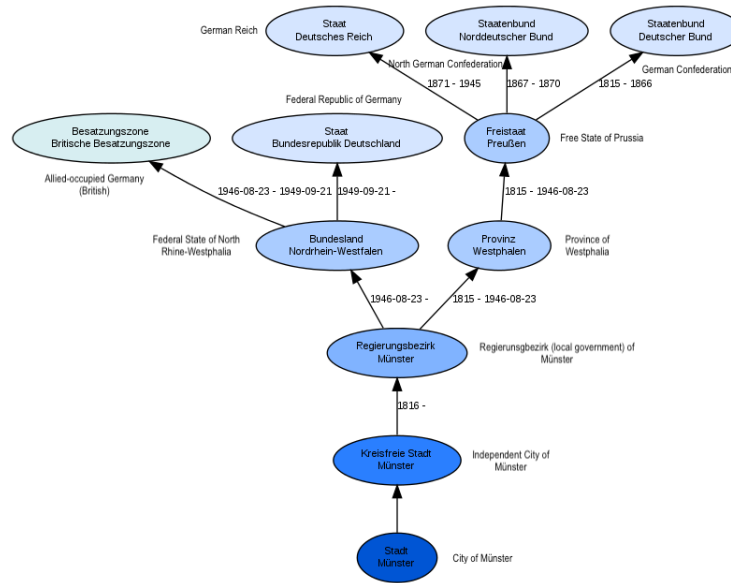 Staat
Deutsches Reich
Staatenbund
Norddeutscher Bund
Staatenbund
Deutscher Bund
German Reich
North German Confederation
German Confederation
1871 - 1945
1867 - 1870
1815 - 1866
Federal Republic of Germany
Besatzungszone
Britische Besatzungszone
Staat
Bundesrepublik Deutschland
Freistaat
Preußen
Free State of Prussia
Allied-occupied Germany
(British)
1946-08-23 - 1949-09-21
1949-09-21 -
1815 - 1946-08-23
Federal State of North
Rhine-Westphalia
Bundesland
Nordrhein-Westfalen
Provinz
Westphalen
Province of
Westphalia
1946-08-23 -
1815 - 1946-08-23
Regierungsbezirk
Münster
Regierunsgbezirk (local government) of
Münster
1816 -
Kreisfreie Stadt
Münster
Independent City of
Münster
Stadt
Münster
City of Münster